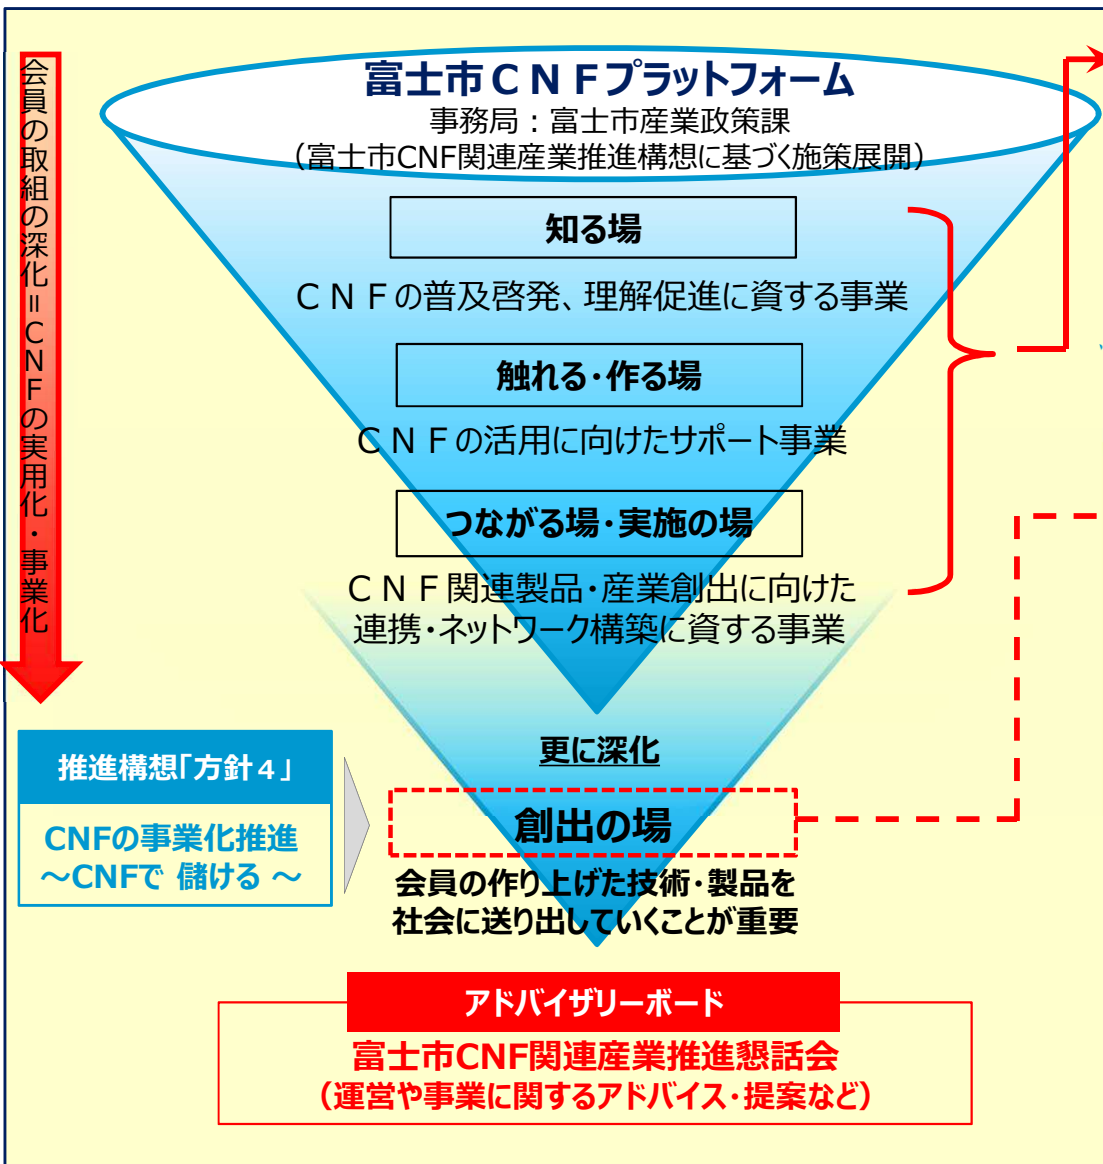 富士市ＣＮＦプラットフォーム
事務局：富士市産業政策課
（富士市CNF関連産業推進構想に基づく施策展開）
会員の取組の深化＝ＣＮＦの実用化・事業化
知る場
ＣＮＦの普及啓発、理解促進に資する事業
触れる・作る場
ＣＮＦの活用に向けたサポート事業
つながる場・実施の場
ＣＮＦ関連製品・産業創出に向けた
連携・ネットワーク構築に資する事業
更に深化
推進構想「方針４」
CNFの事業化推進
～CNFで 儲ける ～
創出の場
会員の作り上げた技術・製品を
社会に送り出していくことが重要
アドバイザリーボード
富士市CNF関連産業推進懇話会
（運営や事業に関するアドバイス・提案など）